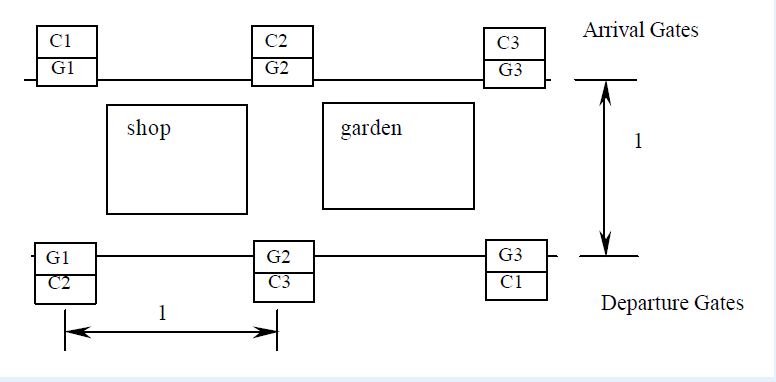 C1 C2 C3 Arrival Gates
G1 G2 G3
shop garden 1
G1 G2 G3
C2 C3 C1
1 Departure Gates